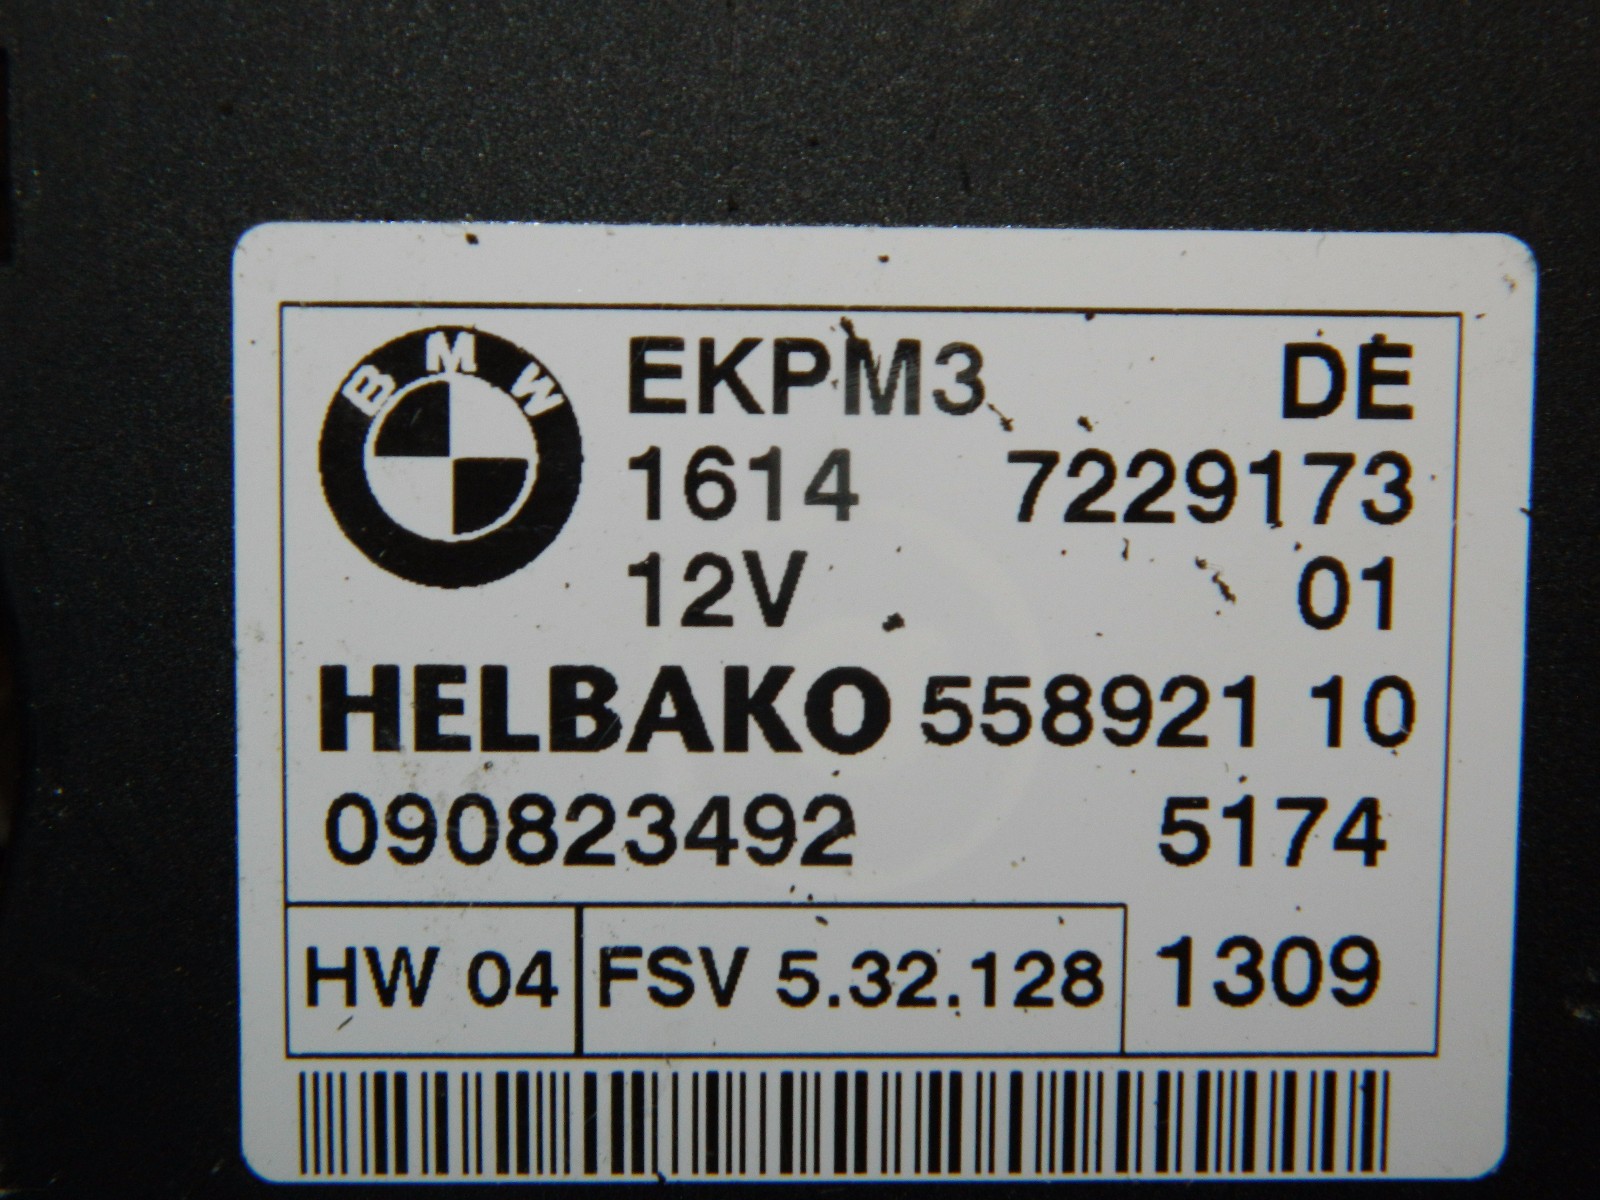 BMW
EKPM3 DE
1614 7229173
12V 01
HELBAKO 558921 10
090823492 5174
HW 04 FSV 5.32.128 1309